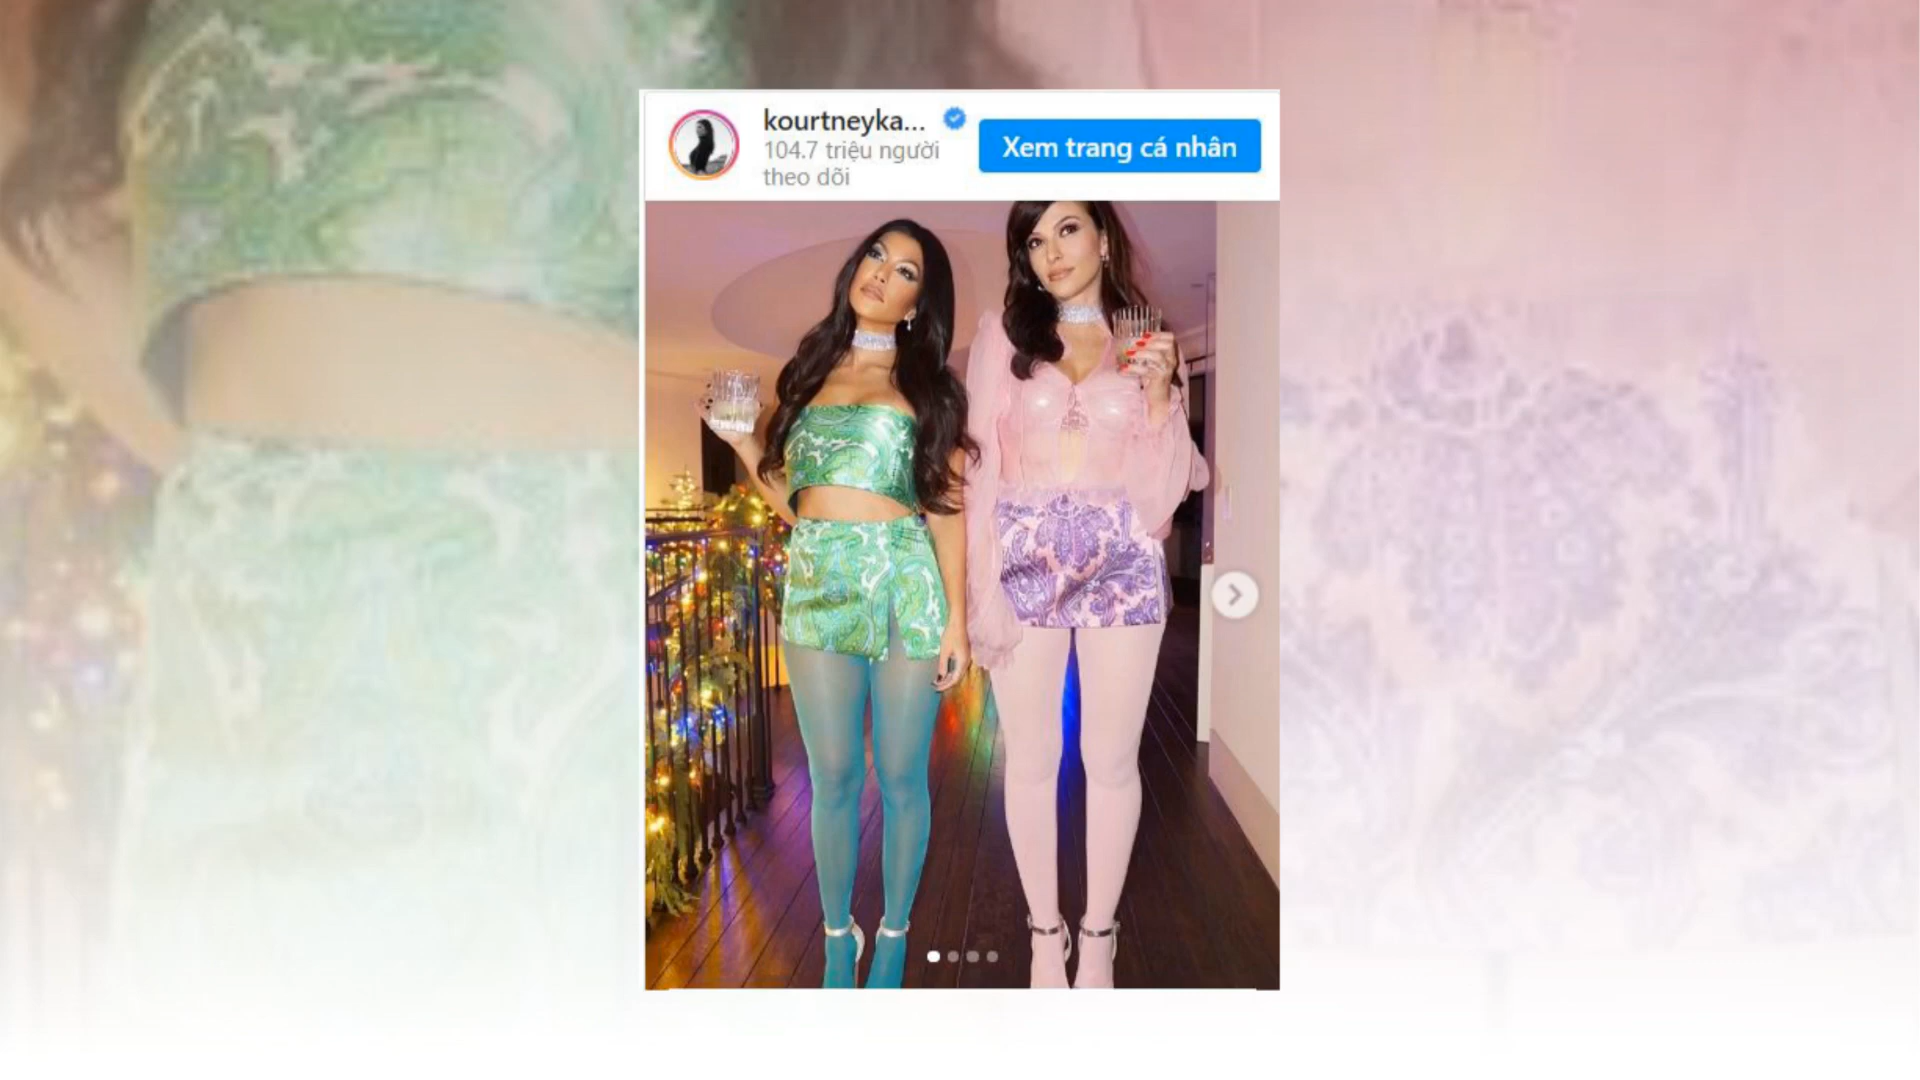 kourtneyka...
104.7 triệu người
theo dõi
Xem trang cá nhân